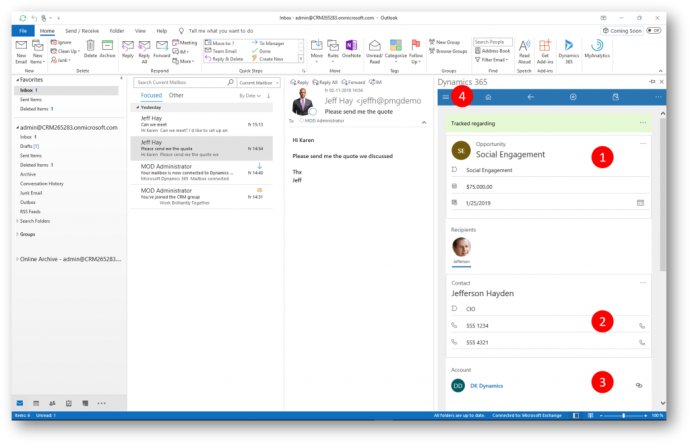 Inbox - admin@CRM265283.onmicrosoft.com - Outlook
File Home Send / Receive Folder View Help Tell me what you want to do Coming Soon Off
New Email New Items Ignore Clean Up Junk Delete Archive Reply Reply All Forward Meeting IM More Move to: ? Team Email Reply & Delete To Manager Done Create New Move Rules OneNote Unread/ Read Categorize Follow Up New Group Browse Groups Search People Address Book Filter Email Read Aloud Get Add-ins Dynamics 365 MyAnalytics
New Delete Respond Quick Steps Move Tags Groups Find Speech Add-ins
Favorites
Inbox 1
Sent Items
Deleted Items 1
admin@CRM265283.onmicrosoft.com
Inbox 1
Drafts [1]
Sent Items
Deleted Items 1
Archive
Conversation History
Junk Email
Outbox
RSS Feeds
Search Folders
Groups
Online Archive - admin@CRM265283....
Search Current Mailbox Current Mailbox
Focused Other By Date
Yesterday
Jeff Hay
Can we meet? fr 15:13
Hi Karen Can we meet? I'd like to set up an
Jeff Hay
Please send me the quote fr 14:54
Hi Karen Please send me the quote we
MOD Administrator
Your mailbox is now connected to Dynamics ... fr 14:40
Microsoft Dynamics 365 Mailbox connected
MOD Administrator
You've joined the CRM group fr 14:31
Work Brilliantly Together
Reply Reply All Forward IM
fr 02-11-2018 14:54
Jeff Hay <jeffh@pmgdemo
Please send me the quote
To MOD Administrator
Hi Karen
Please send me the quote we discussed
Thx
Jeff
Dynamics 365
4
Tracked regarding
SE
Opportunity
Social Engagement
1
Social Engagement
$75,000.00
1/25/2019
Recipients
Jefferson
Contact
Jefferson Hayden
CIO
2
555 1234
555 4321
Account
DD
DK Dynamics
3
Items: 6 Unread: 1 All folders are up to date. Connected to: Microsoft Exchange 100 %